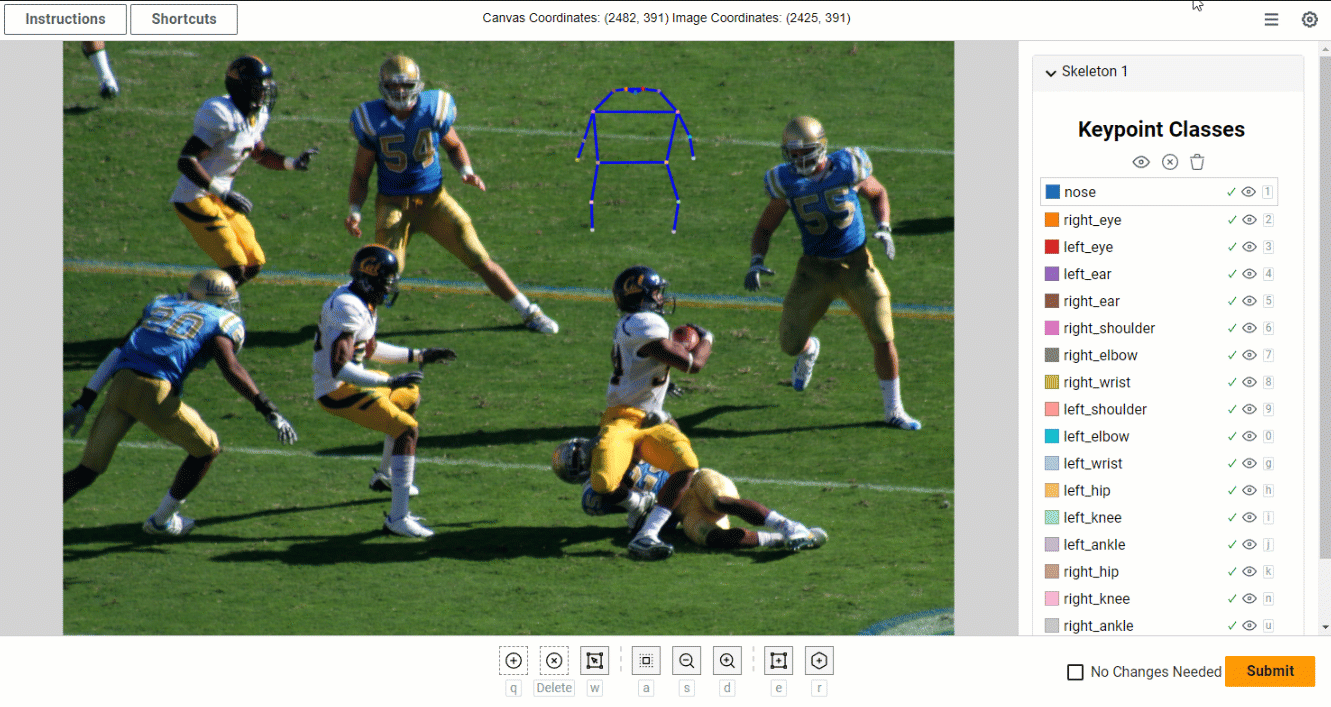 Instructions
Shortcuts
Canvas Coordinates: (2482, 391) Image Coordinates: (2425, 391)
54
55
20
Cal
Cal
Skeleton 1
Keypoint Classes
nose 1
right_eye 2
left_eye 3
left_ear 4
right_ear 5
right_shoulder 6
right_elbow 7
right_wrist 8
left_shoulder 9
left_elbow 0
left_wrist g
left_hip h
left_knee i
left_ankle j
right_hip k
right_knee n
right_ankle u
q Delete w a s d e r
No Changes Needed
Submit